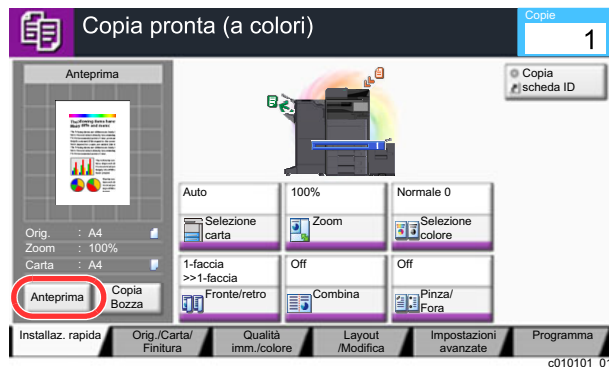 Copia pronta (a colori)
Copie
1
Anteprima
Copia
scheda ID
Orig. : A4
Zoom : 100%
Carta : A4
Anteprima
Copia
Bozza
Auto
Selezione
carta
100%
Zoom
Normale 0
Selezione
colore
1-faccia
>>1-faccia
Fronte/retro
Off
Combina
Off
Pinza/
Fora
Installaz. rapida
Orig./Carta/
Finitura
Qualità
imm./colore
Layout
/Modifica
Impostazioni
avanzate
Programma
c010101_01